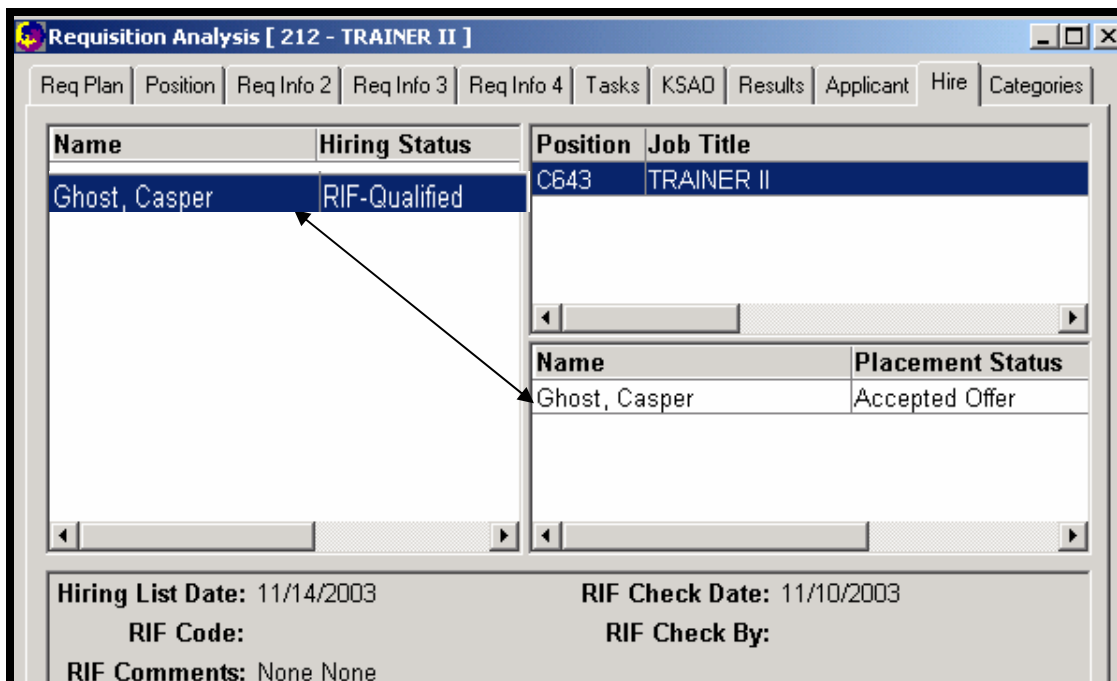 Requisition Analysis [ 212 - TRAINER II ]
Req Plan Position Req Info 2 Req Info 3 Req Info 4 Tasks KSAO Results Applicant Hire Categories
Name Hiring Status
Ghost, Casper RIF-Qualified
Position Job Title
C643 TRAINER II
Name Placement Status
Ghost, Casper Accepted Offer
Hiring List Date: 11/14/2003 RIF Check Date: 11/10/2003
RIF Code: RIF Check By:
RIF Comments: None None